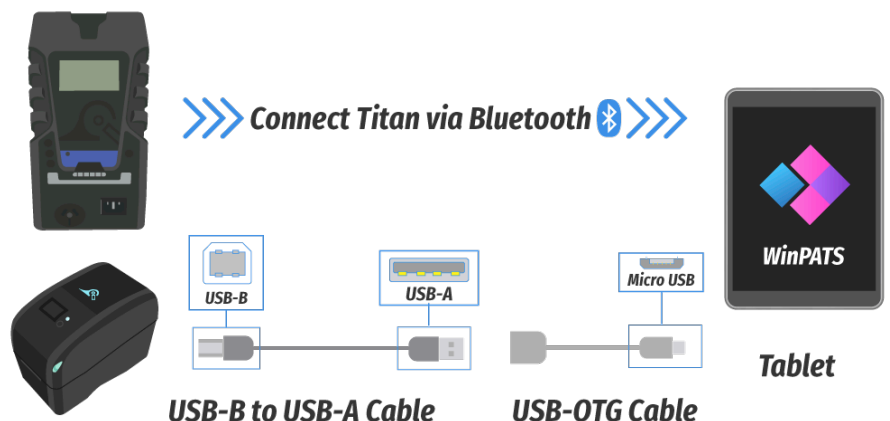 Connect Titan via Bluetooth
WinPATS
USB-B
USB-A
Micro USB
Tablet
USB-B to USB-A Cable
USB-OTG Cable